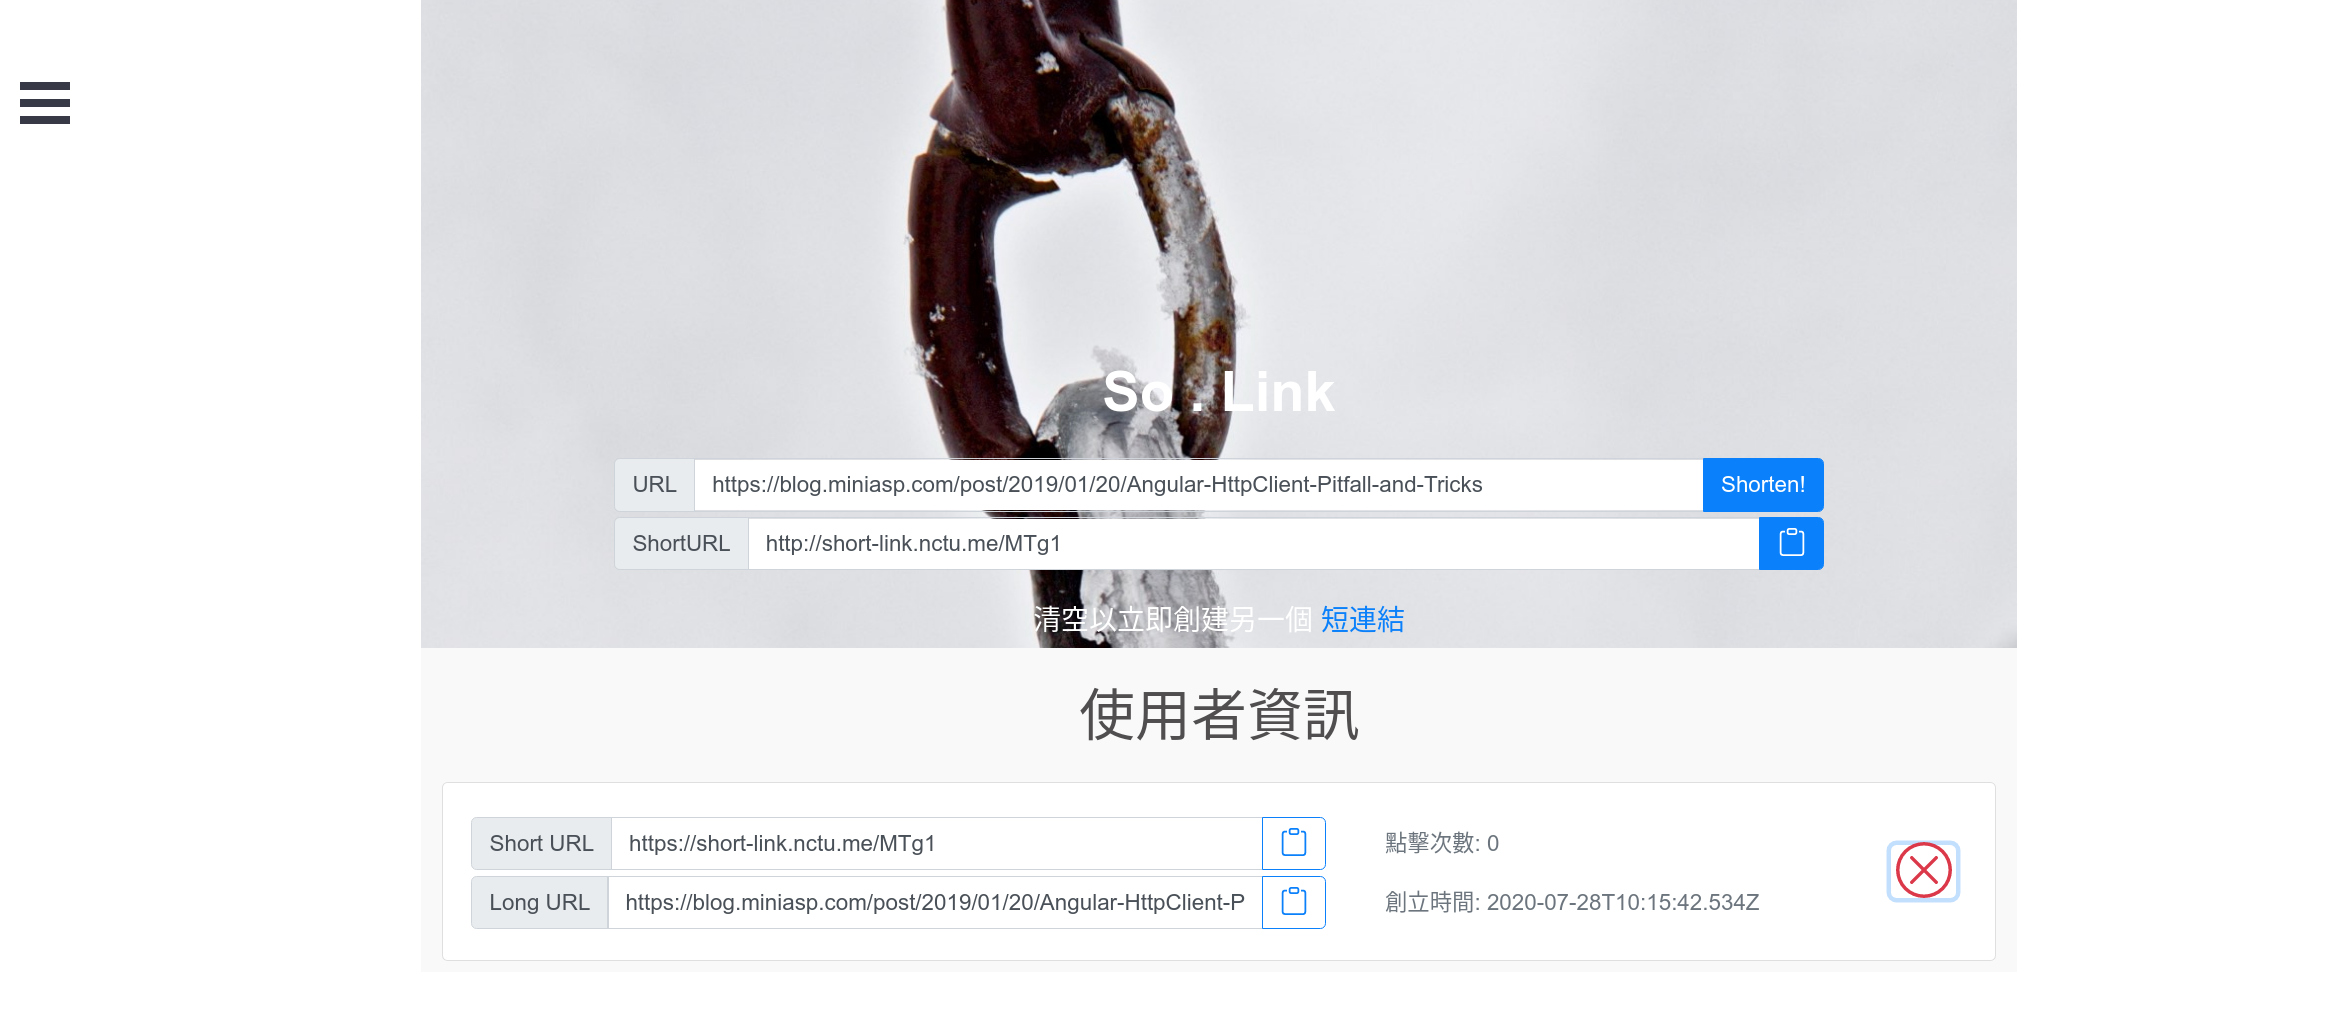 So . Link
URL https://blog.miniasp.com/post/2019/01/20/Angular-HttpClient-Pitfall-and-Tricks Shorten!
ShortURL http://short-link.nctu.me/MTg1
清空以立即創建另一個 短連結
使用者資訊
Short URL https://short-link.nctu.me/MTg1
點擊次數: 0
Long URL https://blog.miniasp.com/post/2019/01/20/Angular-HttpClient-P
創立時間: 2020-07-28T10:15:42.534Z